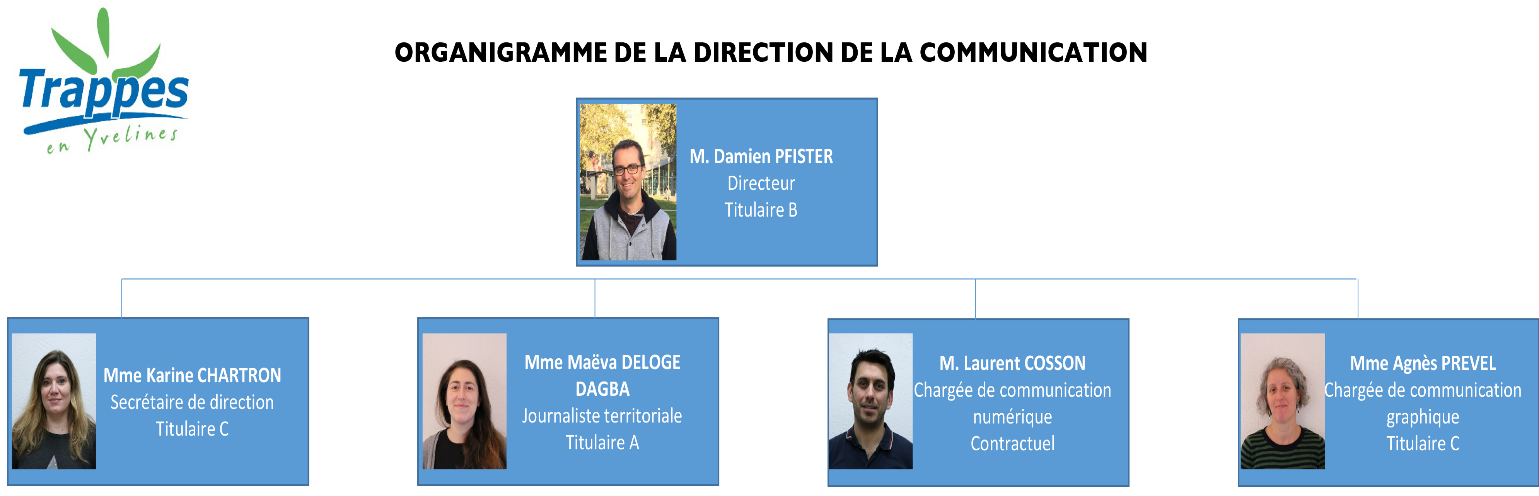 Trappes
en Yvelines
ORGANIGRAMME DE LA DIRECTION DE LA COMMUNICATION
M. Damien PFISTER
Directeur
Titulaire B
Mme Karine CHARTRON
Secrétaire de direction
Titulaire C
Mme Maëva DELOGE
DAGBA
Journaliste territoriale
Titulaire A
M. Laurent COSSON
Chargée de communication
numérique
Contractuel
Mme Agnès PREVEL
Chargée de communication
graphique
Titulaire C